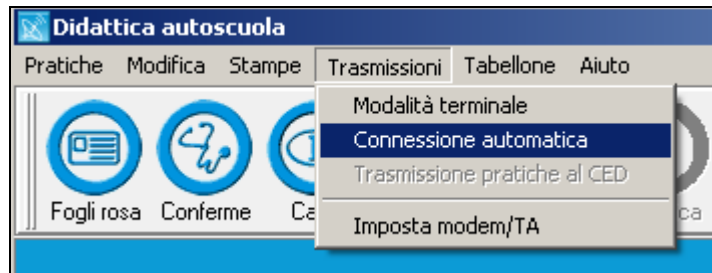 Didattica autoscuola
Pratiche Modifica Stampe Trasmissioni Tabellone Aiuto
Modalità terminale
Connessione automatica
Trasmissione pratiche al CED
Imposta modem/TA
Fogli rosa Conferme